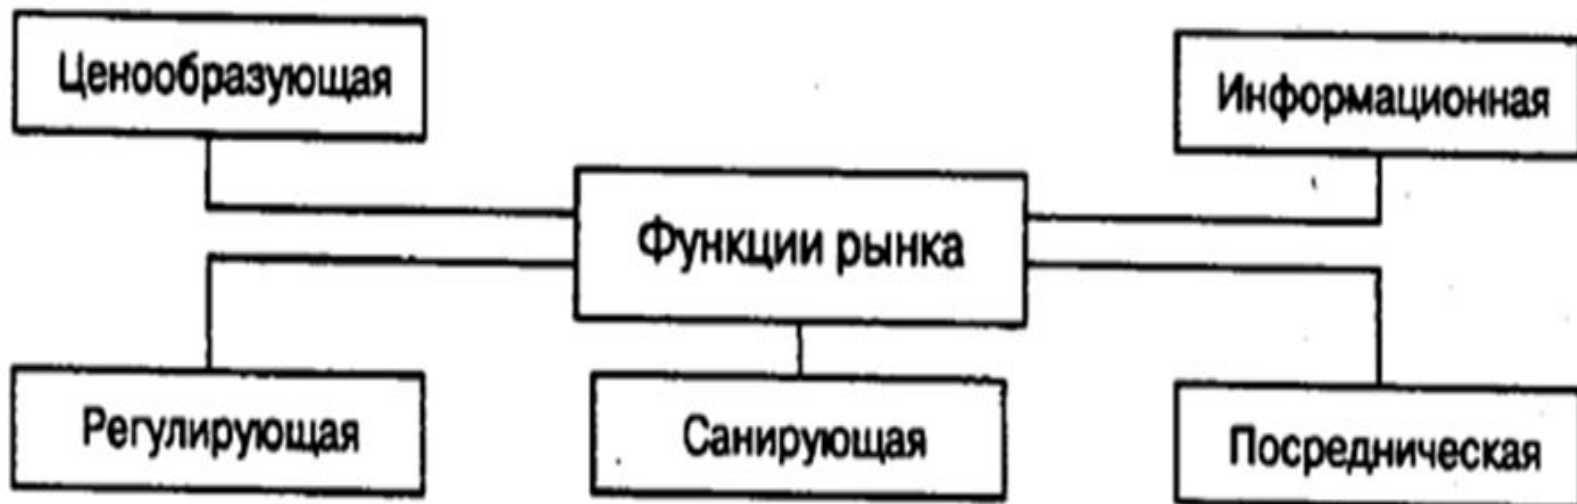 Ценообразующая
Информационная
Функции рынка
Регулирующая
Санирующая
Посредническая